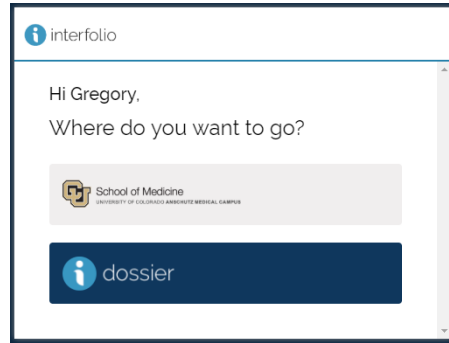 interfolio
Hi Gregory,
Where do you want to go?
School of Medicine
UNIVERSITY OF COLORADO ANSCHUTZ MEDICAL CAMPUS
dossier